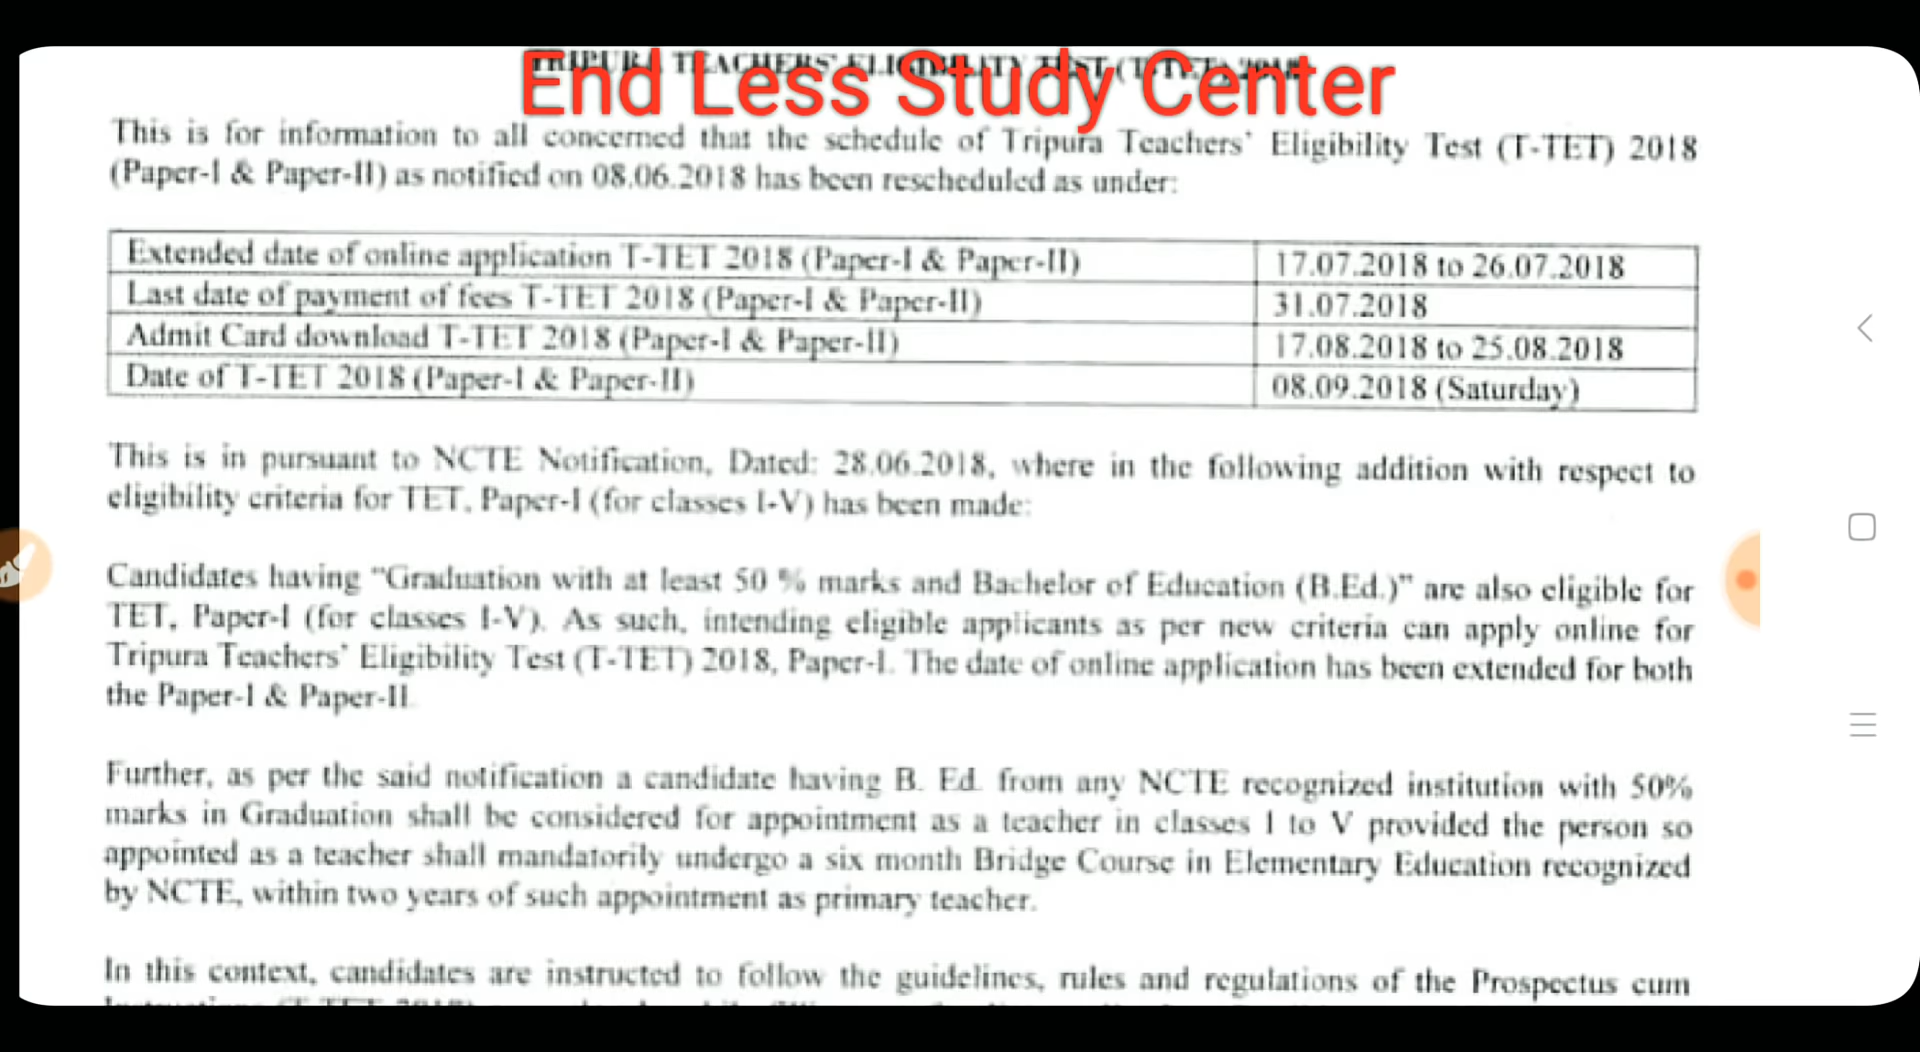 TRIPURA TEACHERS' ELIGIBILITY TEST (T-TET) 2018
End Less Study Center
This is for information to all concerned that the schedule of Tripura Teachers' Eligibility Test (T-TET) 2018
(Paper-I & Paper-II) as notified on 08.06.2018 has been rescheduled as under:
Extended date of online application T-TET 2018 (Paper-I & Paper-II) 17.07.2018 to 26.07.2018
Last date of payment of fees T-TET 2018 (Paper-I & Paper-II) 31.07.2018
Admit Card download T-TET 2018 (Paper-I & Paper-II) 17.08.2018 to 25.08.2018
Date of T-TET 2018 (Paper-I & Paper-II) 08.09.2018 (Saturday)
This is in pursuant to NCTE Notification, Dated: 28.06.2018, where in the following addition with respect to
eligibility criteria for TET, Paper-I (for classes I-V) has been made:
Candidates having "Graduation with at least 50 % marks and Bachelor of Education (B.Ed.)" are also eligible for
TET, Paper-I (for classes I-V). As such, intending eligible applicants as per new criteria can apply online for
Tripura Teachers' Eligibility Test (T-TET) 2018, Paper-I. The date of online application has been extended for both
the Paper-I & Paper-II.
Further, as per the said notification a candidate having B. Ed. from any NCTE recognized institution with 50%
marks in Graduation shall be considered for appointment as a teacher in classes I to V provided the person so
appointed as a teacher shall mandatorily undergo a six month Bridge Course in Elementary Education recognized
by NCTE, within two years of such appointment as primary teacher.
In this context, candidates are instructed to follow the guidelines, rules and regulations of the Prospectus cum